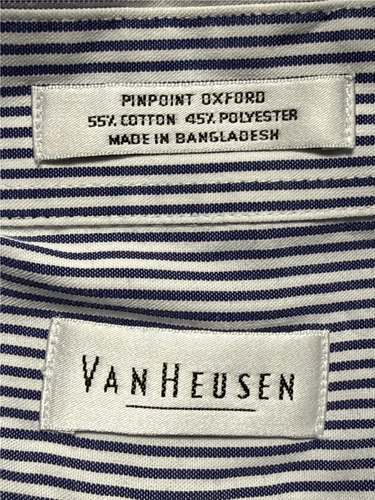 PINPOINT OXFORD
55% COTTON 45% POLYESTER
MADE IN BANGLADESH
VAN HEUSEN